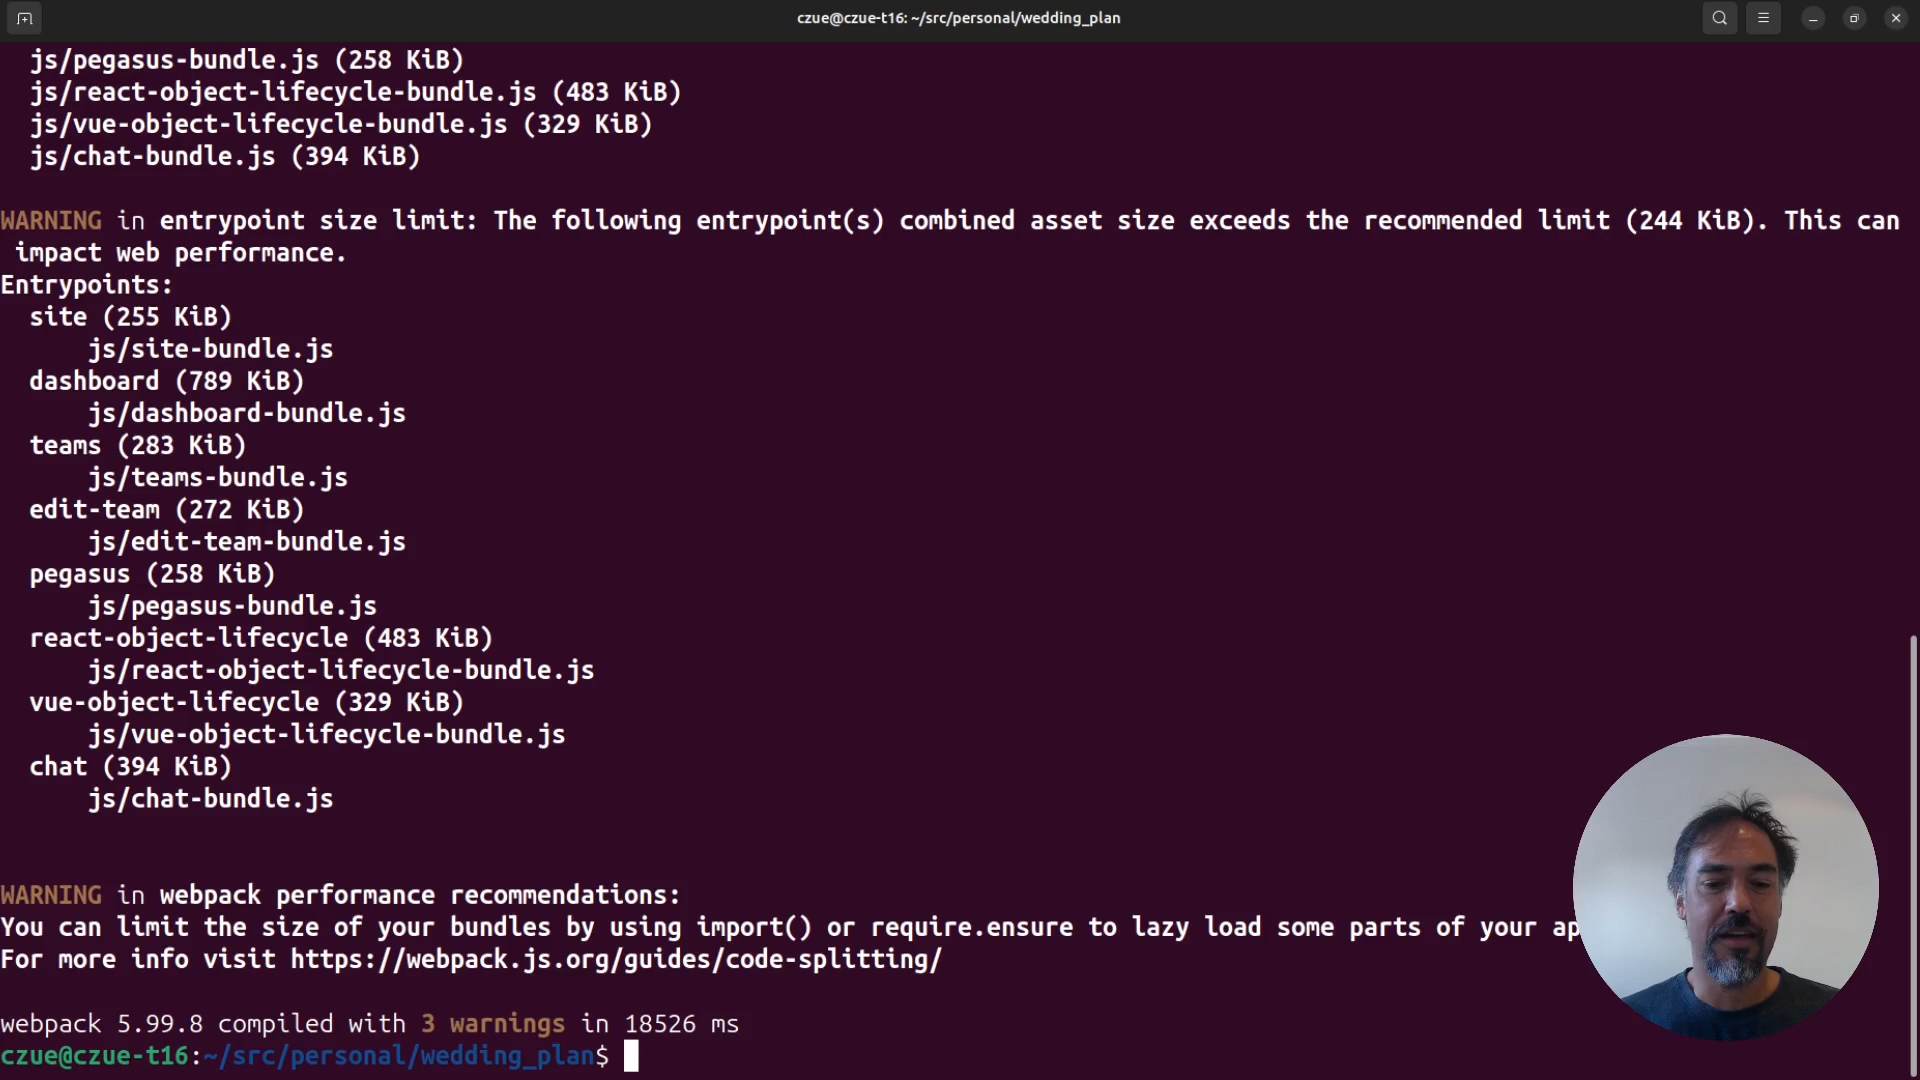 czue@czue-t16: ~/src/personal/wedding_plan
js/pegasus-bundle.js (258 KiB)
js/react-object-lifecycle-bundle.js (483 KiB)
js/vue-object-lifecycle-bundle.js (329 KiB)
js/chat-bundle.js (394 KiB)
WARNING in entrypoint size limit: The following entrypoint(s) combined asset size exceeds the recommended limit (244 KiB). This can
impact web performance.
Entrypoints:
site (255 KiB)
js/site-bundle.js
dashboard (789 KiB)
js/dashboard-bundle.js
teams (283 KiB)
js/teams-bundle.js
edit-team (272 KiB)
js/edit-team-bundle.js
pegasus (258 KiB)
js/pegasus-bundle.js
react-object-lifecycle (483 KiB)
js/react-object-lifecycle-bundle.js
vue-object-lifecycle (329 KiB)
js/vue-object-lifecycle-bundle.js
chat (394 KiB)
js/chat-bundle.js
WARNING in webpack performance recommendations:
You can limit the size of your bundles by using import() or require.ensure to lazy load some parts of your
For more info visit https://webpack.js.org/guides/code-splitting/
webpack 5.99.8 compiled with 3 warnings in 18526 ms
czue@czue-t16:~/src/personal/wedding_plan$